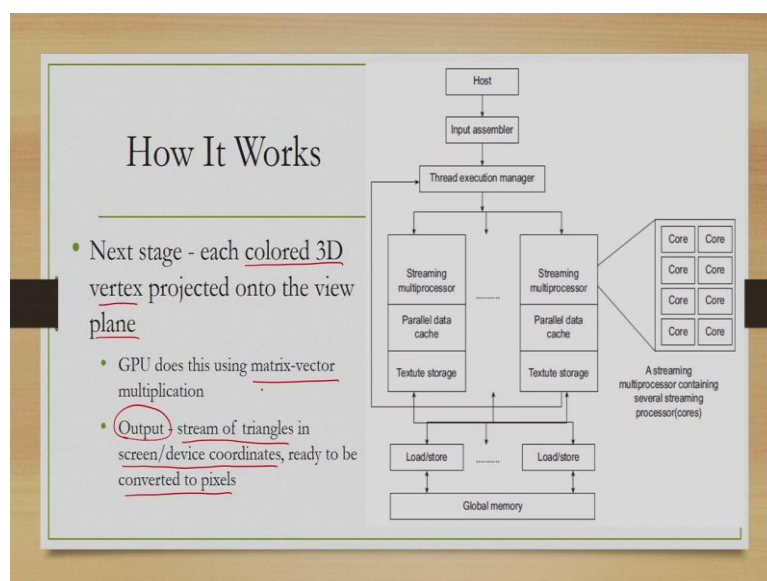 How It Works
• Next stage - each colored 3D
vertex projected onto the view
plane
• GPU does this using matrix-vector
multiplication
• Output - stream of triangles in
screen/device coordinates, ready to be
converted to pixels
Host
Input assembler
Thread execution manager
Streaming
multiprocessor
Parallel data
cache
Textute storage
..........
Streaming
multiprocessor
Parallel data
cache
Textute storage
Core Core
Core Core
Core Core
Core Core
A streaming
multiprocessor containing
several streaming
processor(cores)
Load/store
..........
Load/store
Global memory